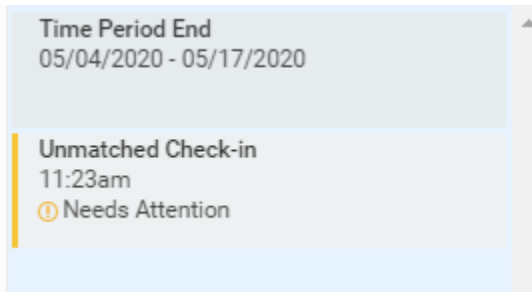 Time Period End
05/04/2020 - 05/17/2020
Unmatched Check-in
11:23am
Needs Attention